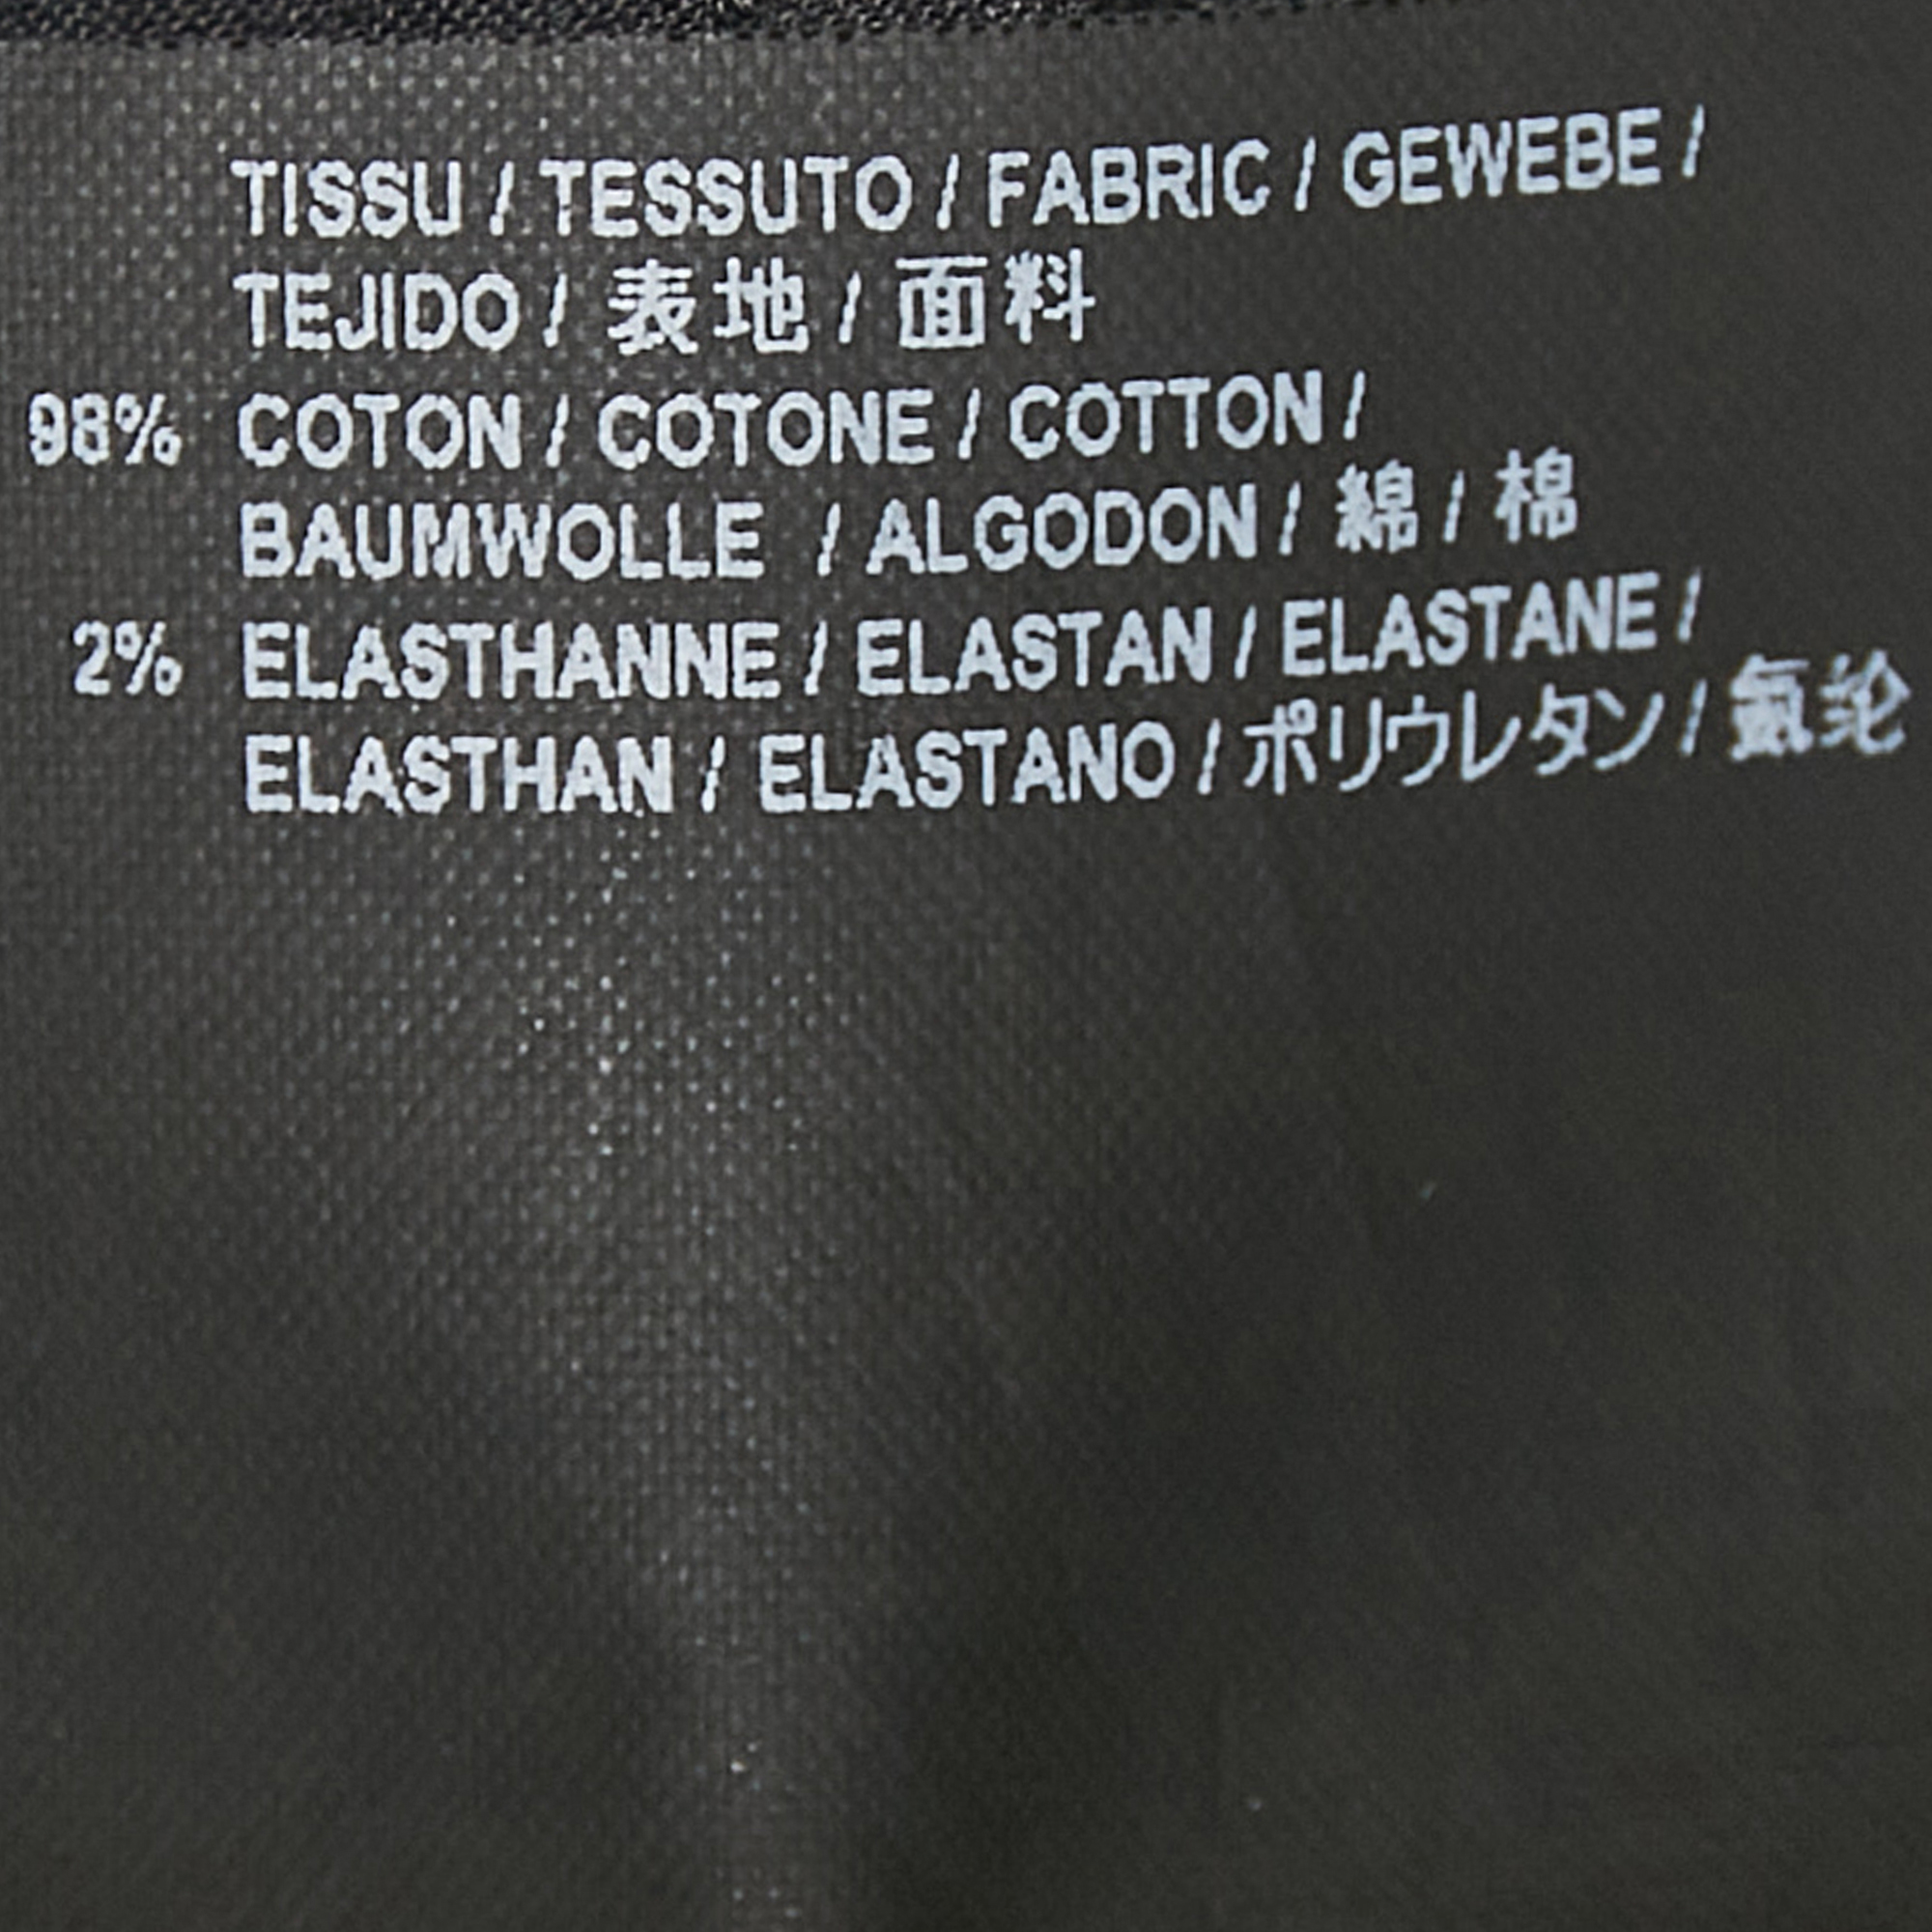 TISSU / TESSUTO / FABRIC / GEWEBE /
TEJIDO / 表地 / 面料
98% COTON / COTONE / COTTON /
BAUMWOLLE / ALGODON / 綿 / 棉
2% ELASTHANNE / ELASTAN / ELASTANE /
ELASTHAN / ELASTANO / ポリウレタン / 氨纶